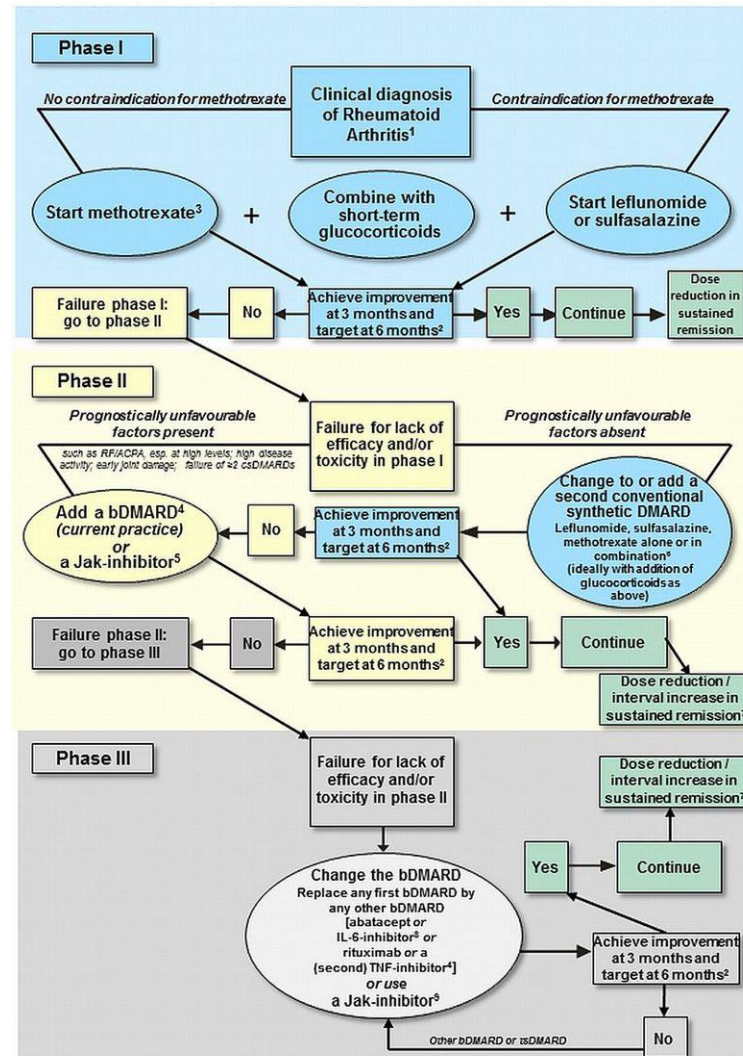 Phase I
No contraindication for methotrexate
Clinical diagnosis
of Rheumatoid
Arthritis¹
Contraindication for methotrexate
Start methotrexate³
+
Combine with
short-term
glucocorticoids
+
Start leflunomide
or sulfasalazine
Failure phase I:
go to phase II
No
Achieve improvement
at 3 months and
target at 6 months²
Yes
Continue
Dose
reduction in
sustained
remission
Phase II
Prognostically unfavourable
factors present
such as RF/ACPA, esp. at high levels; high disease
activity; early joint damage; failure of ≥2 csDMARDs
Failure for lack of
efficacy and/or
toxicity in phase I
Prognostically unfavourable
factors absent
Add a bDMARD⁴
(current practice)
or
a Jak-inhibitor⁵
No
Achieve improvement
at 3 months and
target at 6 months²
Change to or add a
second conventional
synthetic DMARD
Leflunomide, sulfasalazine,
methotrexate alone or in
combination⁶
(ideally with addition of
glucocorticoids as
above)
Failure phase II:
go to phase III
No
Achieve improvement
at 3 months and
target at 6 months²
Yes
Continue
Dose reduction /
interval increase in
sustained remission
Phase III
Failure for lack of
efficacy and/or
toxicity in phase II
Dose reduction /
interval increase in
sustained remission
Yes
Continue
Change the bDMARD
Replace any first bDMARD by
any other bDMARD
[abatacept or
IL-6-inhibitor⁸ or
rituximab or a
(second) TNF-inhibitor⁴]
or use
a Jak-inhibitor⁹
Achieve improvement
at 3 months and
target at 6 months²
No
Other bDMARD or tsDMARD